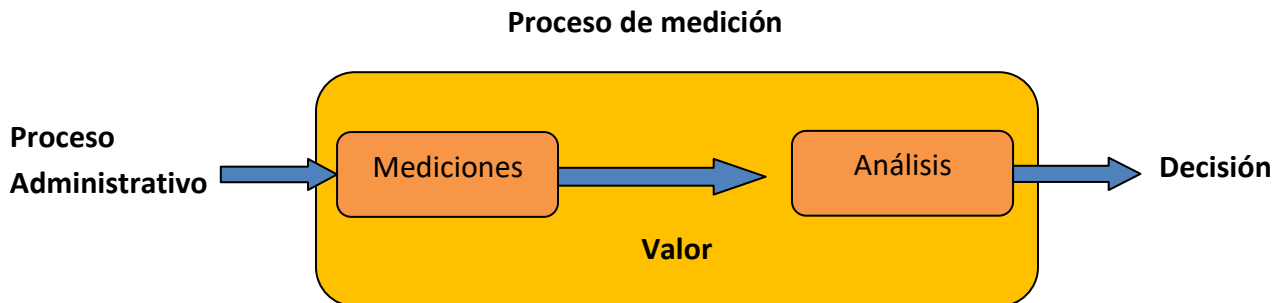 Proceso de medición
Proceso
Administrativo
Mediciones
Análisis
Decisión
Valor